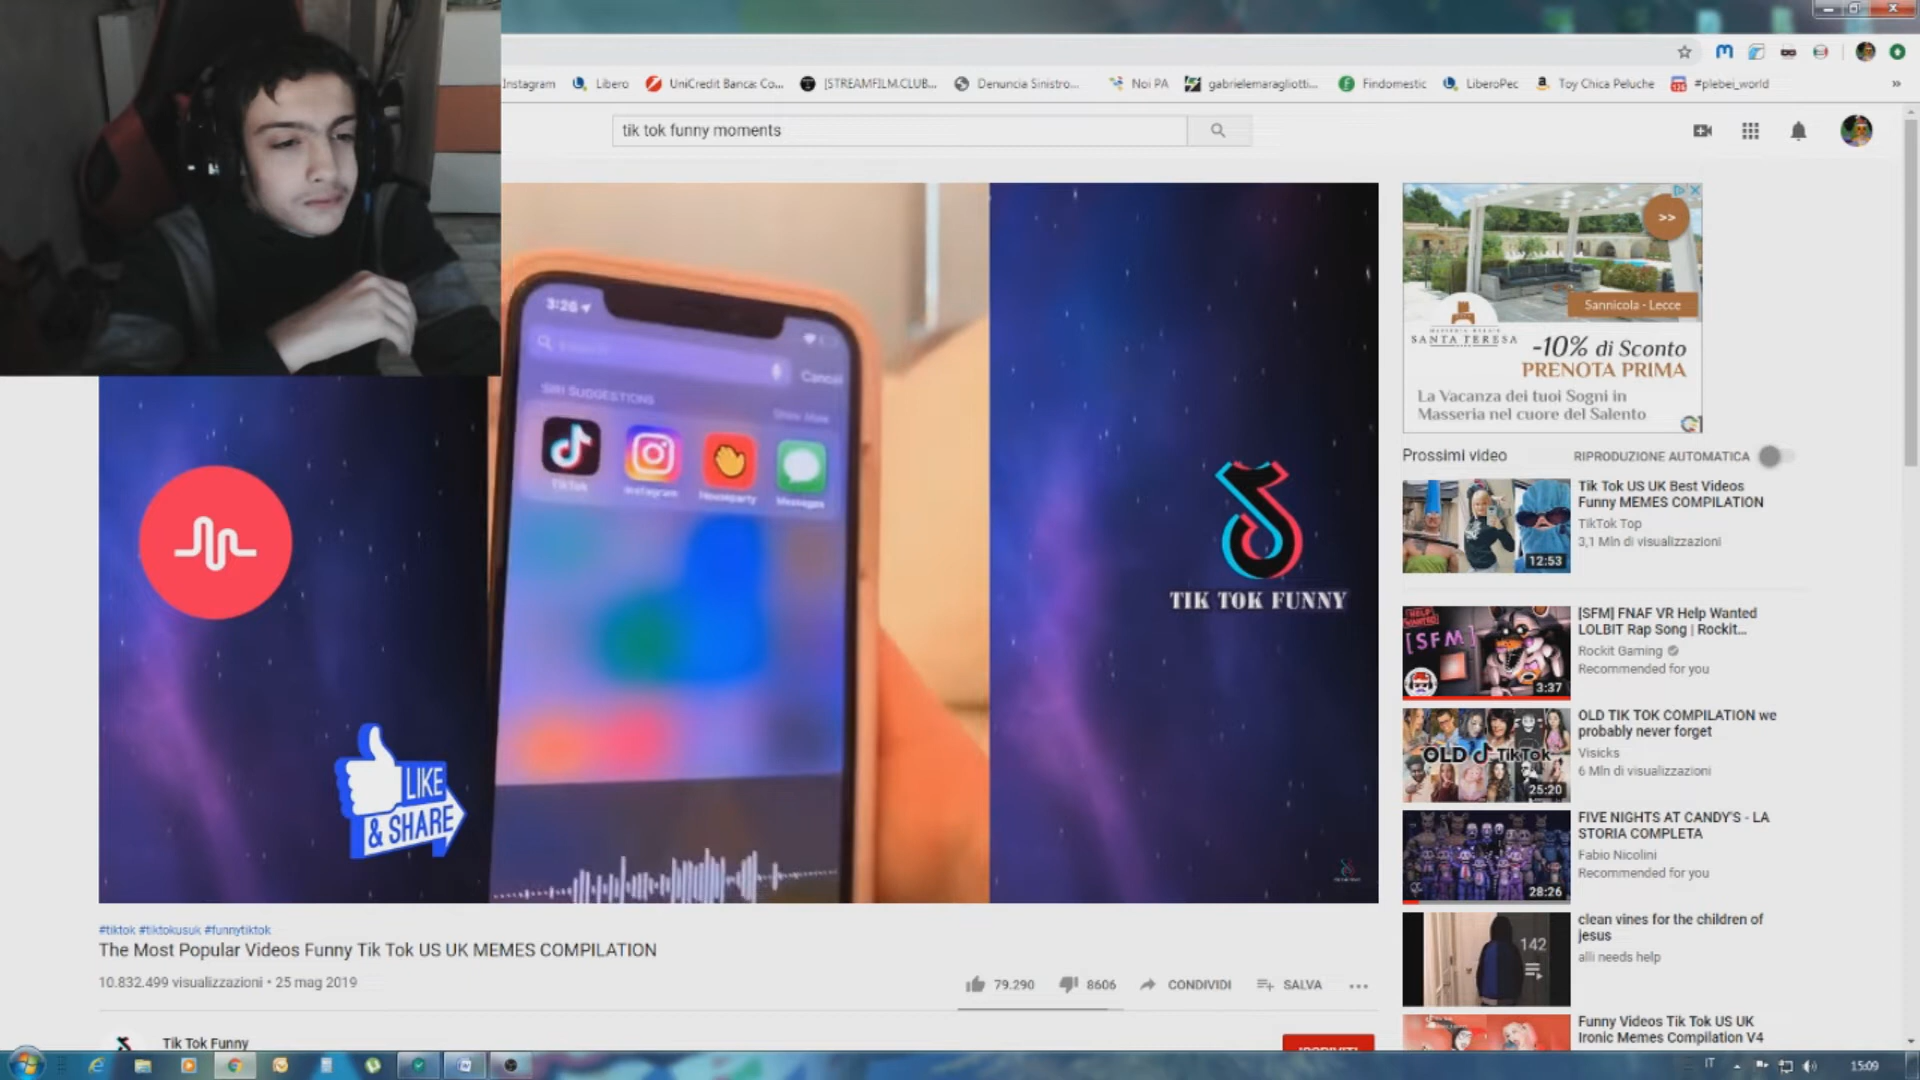 Instagram
Libero
UniCredit Banca: Co...
[STREAMFILM.CLUB...
Denuncia Sinistro...
Noi PA
gabrielemaragliotti...
Findomestic
LiberoPec
Toy Chica Peluche
#plebei_world
»
tik tok funny moments
3:26
Cancel
SIRI SUGGESTIONS
Show More
TikTok
Instagram
Houseparty
Messages
LIKE
& SHARE
TIK TOK FUNNY
>>
Sannicola - Lecce
SANTA TERESA
-10% di Sconto
PRENOTA PRIMA
La Vacanza dei tuoi Sogni in
Masseria nel cuore del Salento
Prossimi video
RIPRODUZIONE AUTOMATICA
Tik Tok US UK Best Videos
Funny MEMES COMPILATION
TikTok Top
3,1 Mln di visualizzazioni
12:53
[SFM] FNAF VR Help Wanted
LOLBIT Rap Song | Rockit...
Rockit Gaming
Recommended for you
HELP
WANTED
[SFM]
3:37
OLD TIK TOK COMPILATION we
probably never forget
Visicks
6 Mln di visualizzazioni
OLD TikTok
25:20
FIVE NIGHTS AT CANDY'S - LA
STORIA COMPLETA
Fabio Nicolini
Recommended for you
28:26
clean vines for the children of
jesus
alli needs help
142
Funny Videos Tik Tok US UK
Ironic Memes Compilation V4
#tiktok #tiktokusuk #funnytiktok
The Most Popular Videos Funny Tik Tok US UK MEMES COMPILATION
10.832.499 visualizzazioni • 25 mag 2019
79.290
8606
CONDIVIDI
SALVA
Tik Tok Funny
IT
15:09